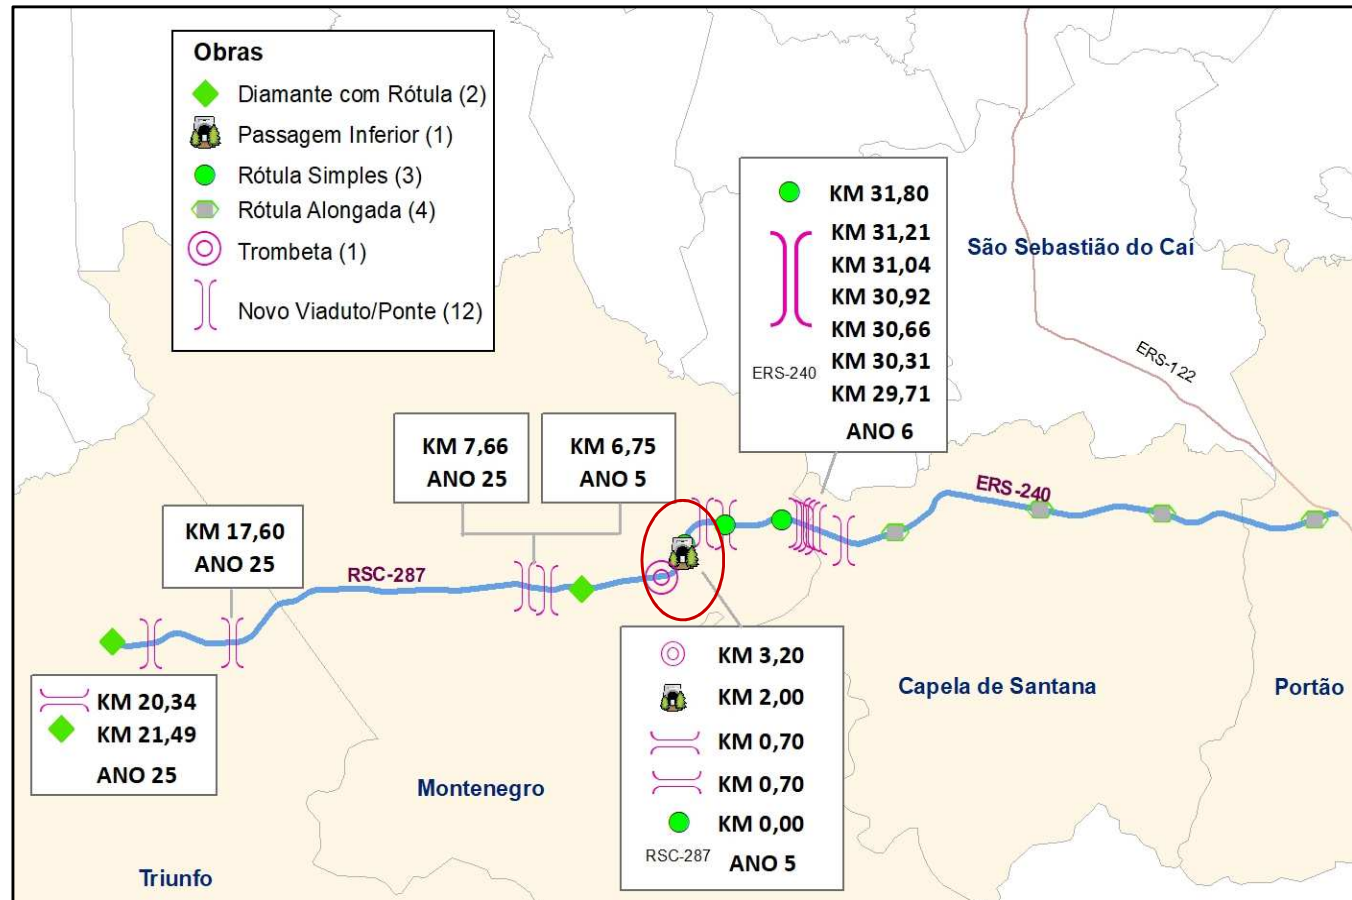 Obras
Diamante com Rótula (2)
Passagem Inferior (1)
Rótula Simples (3)
Rótula Alongada (4)
Trombeta (1)
Novo Viaduto/Ponte (12)
KM 31,80
KM 31,21
KM 31,04
KM 30,92
KM 30,66
KM 30,31
KM 29,71
ERS-240
ANO 6
São Sebastião do Caí
ERS-122
KM 7,66
ANO 25
KM 6,75
ANO 5
KM 17,60
ANO 25
RSC-287
ERS-240
KM 20,34
KM 21,49
ANO 25
KM 3,20
KM 2,00
KM 0,70
KM 0,70
KM 0,00
RSC-287
ANO 5
Capela de Santana
Portão
Montenegro
Triunfo